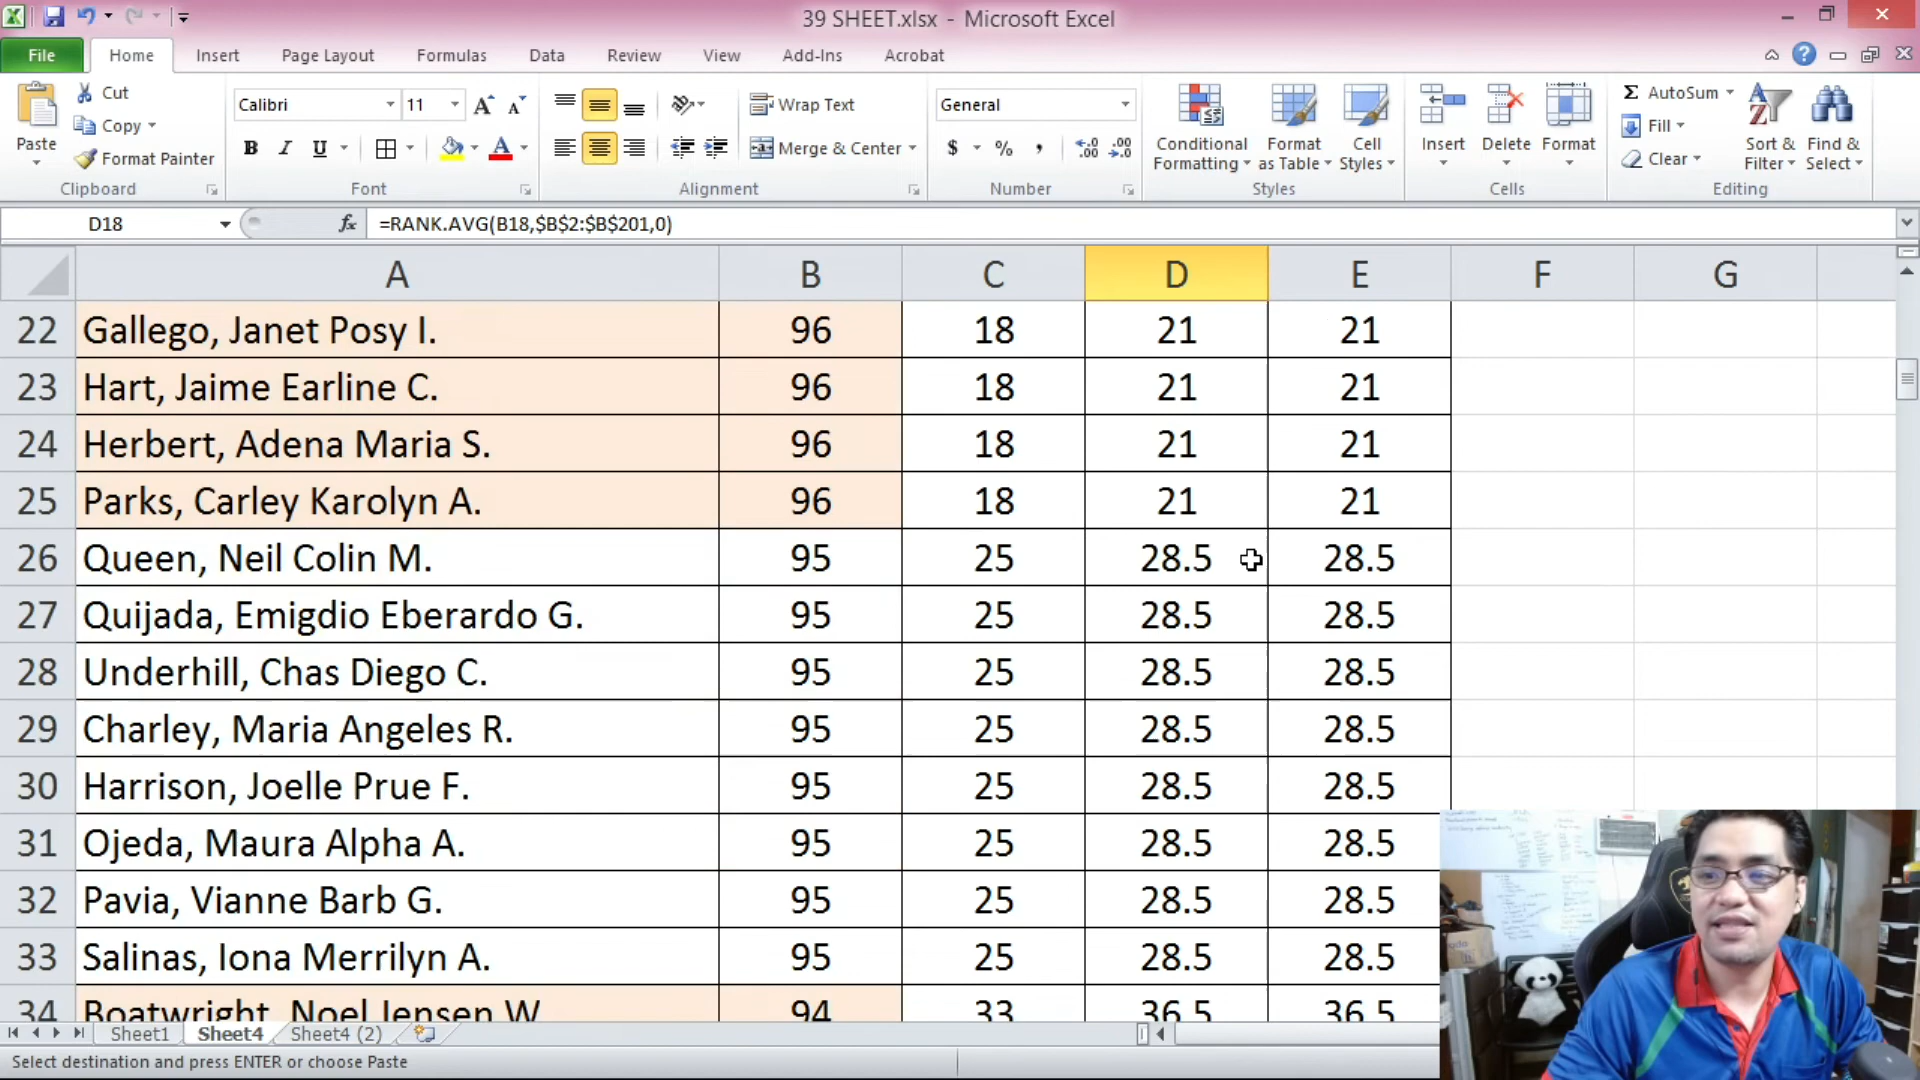 39 SHEET.xlsx - Microsoft Excel
File Home Insert Page Layout Formulas Data Review View Add-Ins Acrobat
Paste
Cut
Copy
Format Painter
Clipboard
Calibri 11
B I U
Font
Wrap Text
Merge & Center
Alignment
General
$ % ,
Number
Conditional Formatting
Format as Table
Cell Styles
Styles
Insert Delete Format
Cells
AutoSum
Fill
Clear
Sort & Filter
Find & Select
Editing
D18 fx =RANK.AVG(B18,$B$2:$B$201,0)
A B C D E F G
22 Gallego, Janet Posy I. 96 18 21 21
23 Hart, Jaime Earline C. 96 18 21 21
24 Herbert, Adena Maria S. 96 18 21 21
25 Parks, Carley Karolyn A. 96 18 21 21
26 Queen, Neil Colin M. 95 25 28.5 28.5
27 Quijada, Emigdio Eberardo G. 95 25 28.5 28.5
28 Underhill, Chas Diego C. 95 25 28.5 28.5
29 Charley, Maria Angeles R. 95 25 28.5 28.5
30 Harrison, Joelle Prue F. 95 25 28.5 28.5
31 Ojeda, Maura Alpha A. 95 25 28.5 28.5
32 Pavia, Vianne Barb G. 95 25 28.5 28.5
33 Salinas, Iona Merrilyn A. 95 25 28.5 28.5
34 Boatwright, Noel Jensen W. 94 33 36.5 36.5
Sheet1 Sheet4 Sheet4 (2)
Select destination and press ENTER or choose Paste